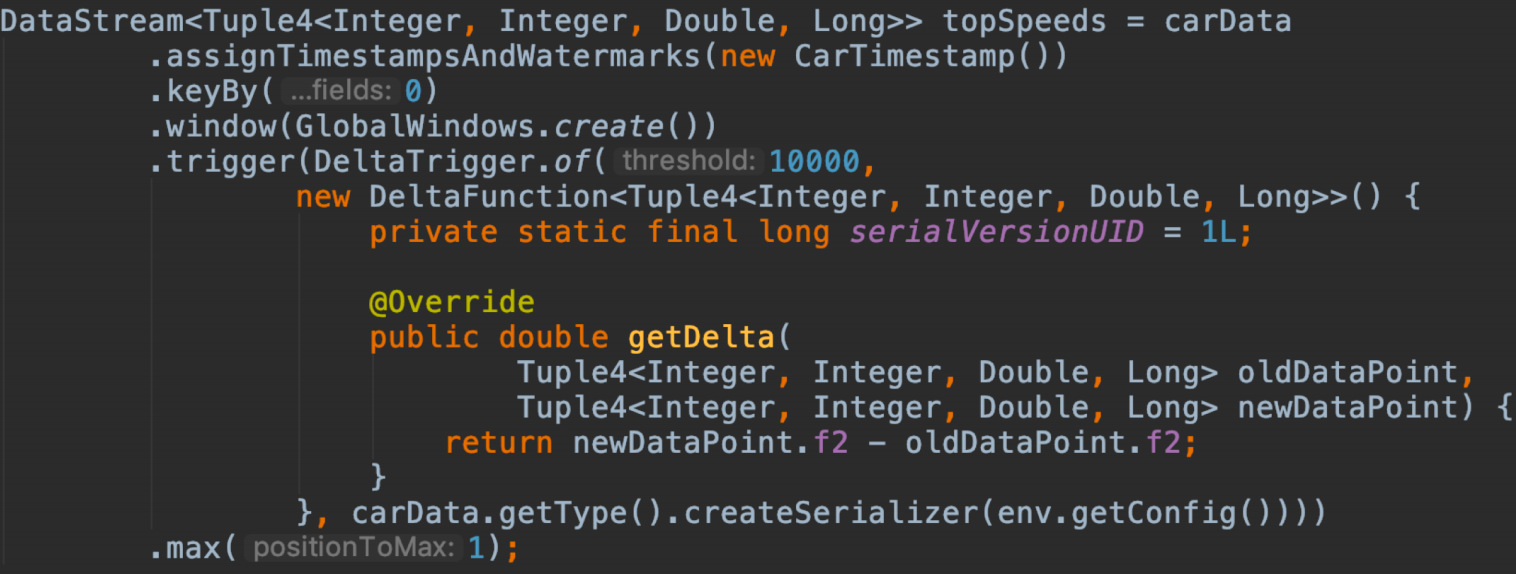 DataStream<Tuple4<Integer, Integer, Double, Long>> topSpeeds = carData
.assignTimestampsAndWatermarks(new CarTimestamp())
.keyBy( ...fields: 0)
.window(GlobalWindows.create())
.trigger(DeltaTrigger.of( threshold: 10000,
new DeltaFunction<Tuple4<Integer, Integer, Double, Long>>() {
private static final long serialVersionUID = 1L;
@Override
public double getDelta(
Tuple4<Integer, Integer, Double, Long> oldDataPoint,
Tuple4<Integer, Integer, Double, Long> newDataPoint) {
return newDataPoint.f2 - oldDataPoint.f2;
}
}, carData.getType().createSerializer(env.getConfig())))
.max( positionToMax: 1);